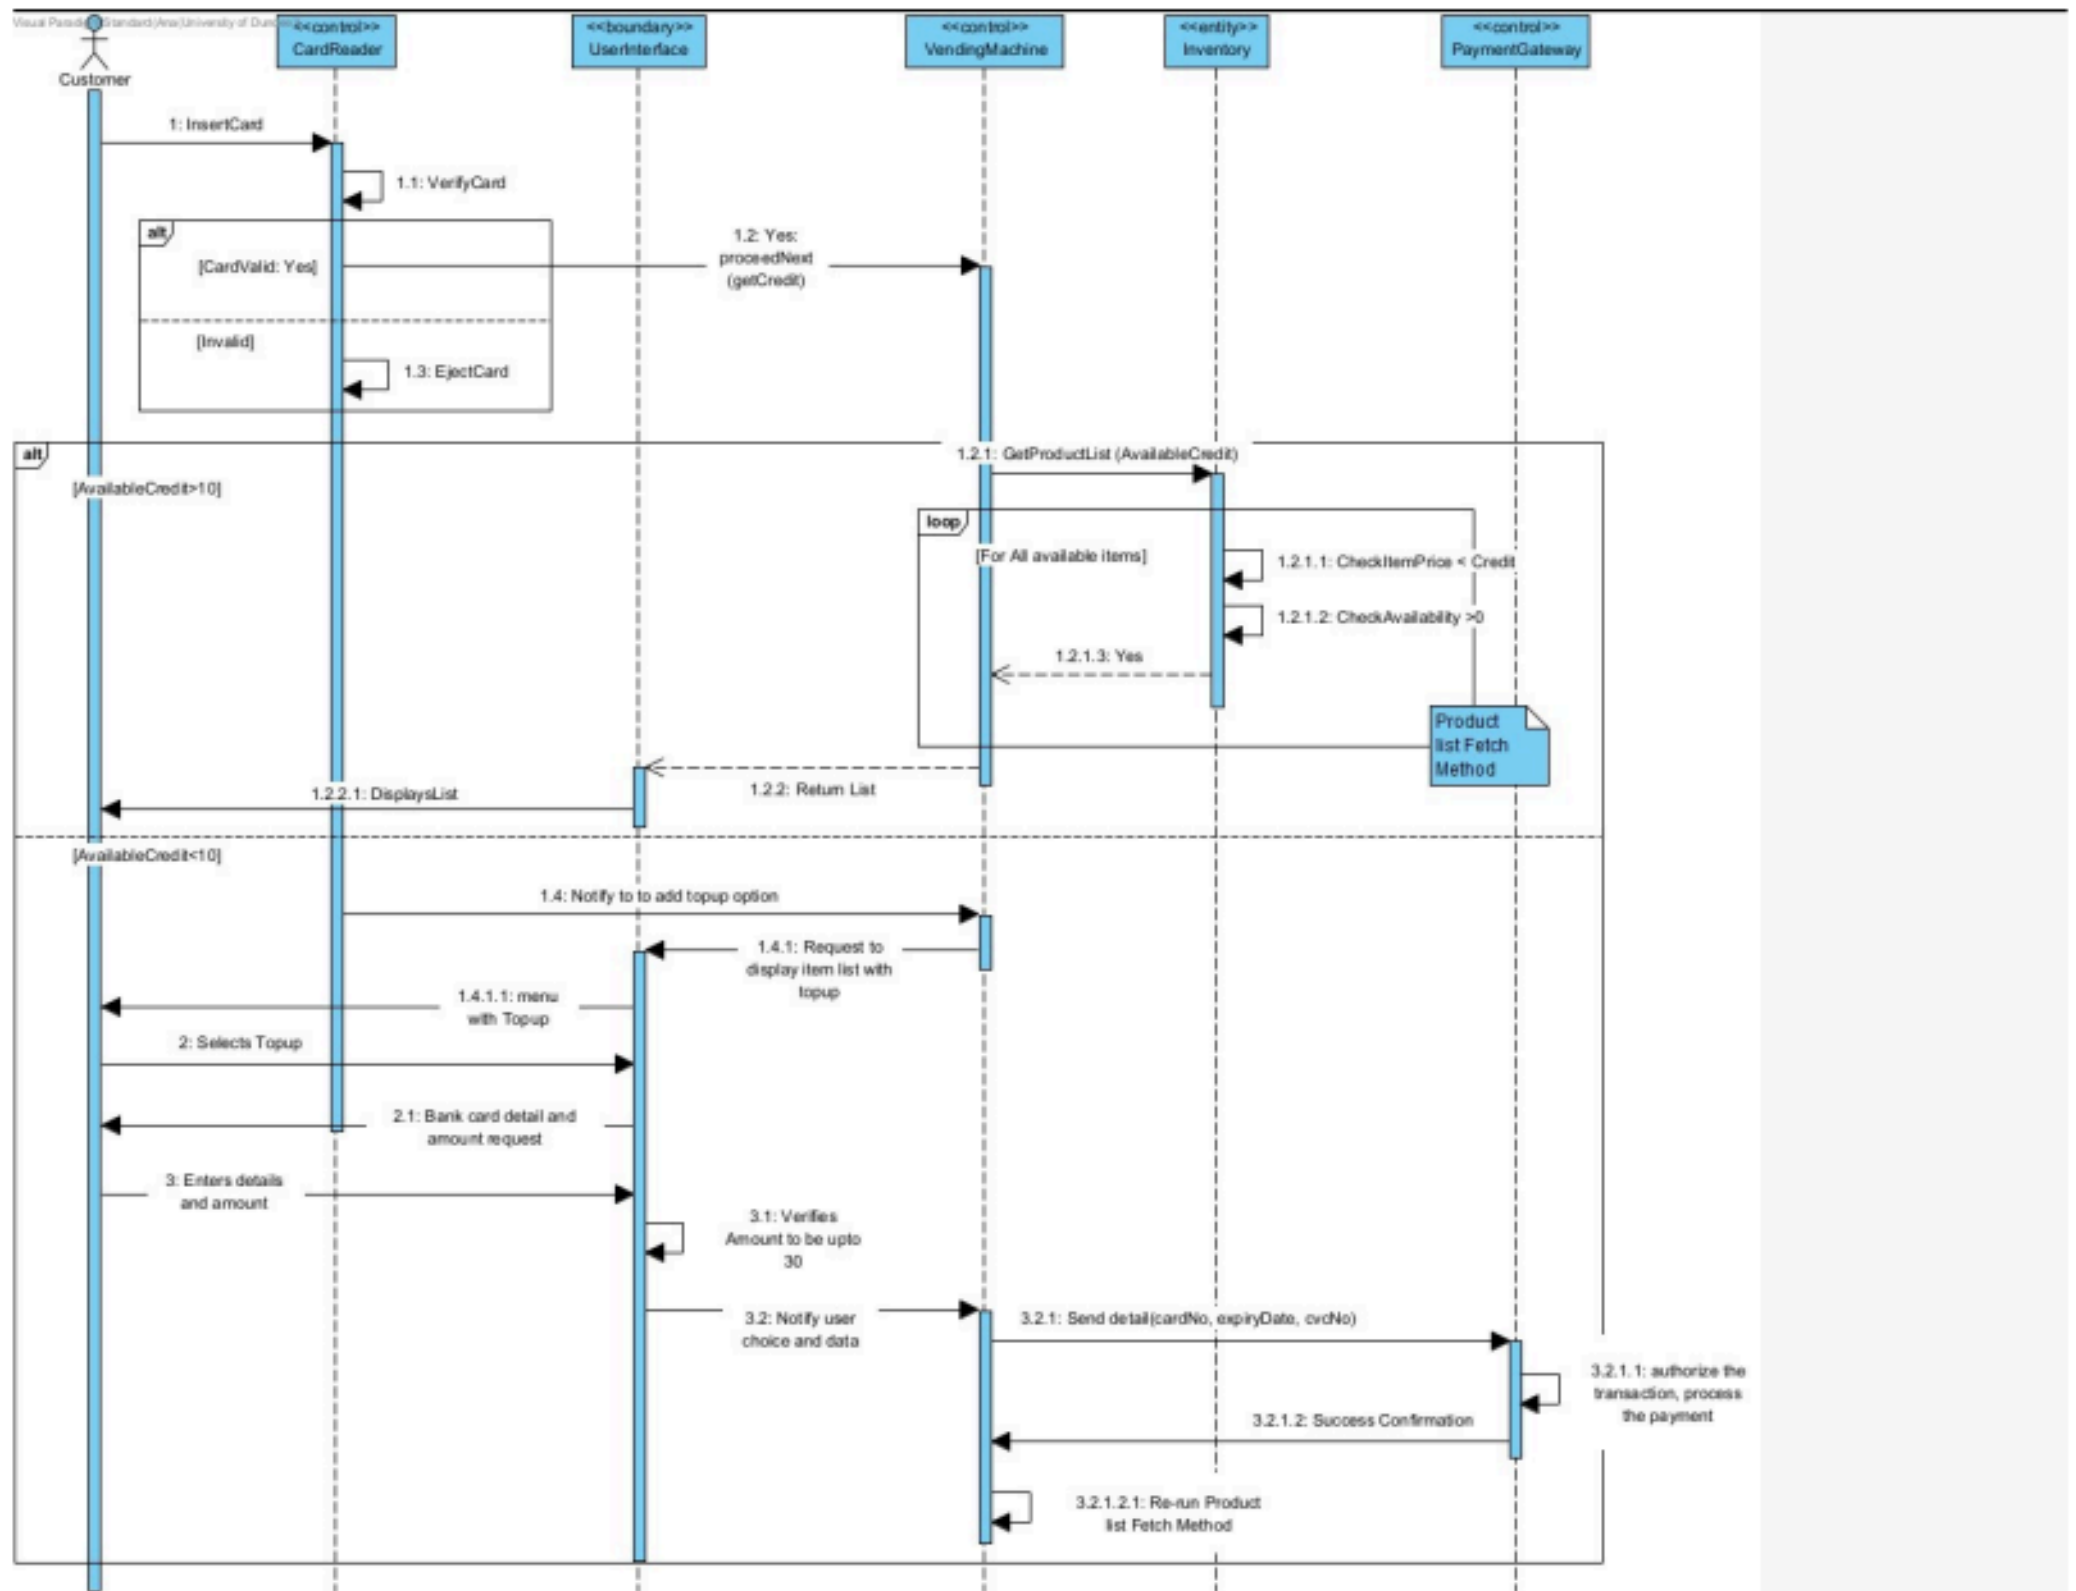 Visual Paradigm Standard(Ana(University of Dundee
<<control>>
CardReader
<<boundary>>
UserInterface
<<control>>
VendingMachine
<<entity>>
Inventory
<<control>>
PaymentGateway
Customer
1: InsertCard
1.1: VerifyCard
alt
[CardValid: Yes]
1.2: Yes:
proceedNext
(getCredit)
[Invalid]
1.3: EjectCard
alt
1.2.1: GetProductList (AvailableCredit)
[AvailableCredit>10]
loop
[For All available items]
1.2.1.1: CheckItemPrice < Credit
1.2.1.2: CheckAvailability >0
1.2.1.3: Yes
Product
list Fetch
Method
1.2.2: Return List
1.2.2.1: DisplaysList
[AvailableCredit<10]
1.4: Notify to to add topup option
1.4.1: Request to
display item list with
topup
1.4.1.1: menu
with Topup
2: Selects Topup
2.1: Bank card detail and
amount request
3: Enters details
and amount
3.1: Verifies
Amount to be upto
30
3.2: Notify user
choice and data
3.2.1: Send detail(cardNo, expiryDate, cvcNo)
3.2.1.1: authorize the
transaction, process
the payment
3.2.1.2: Success Confirmation
3.2.1.2.1: Re-run Product
list Fetch Method